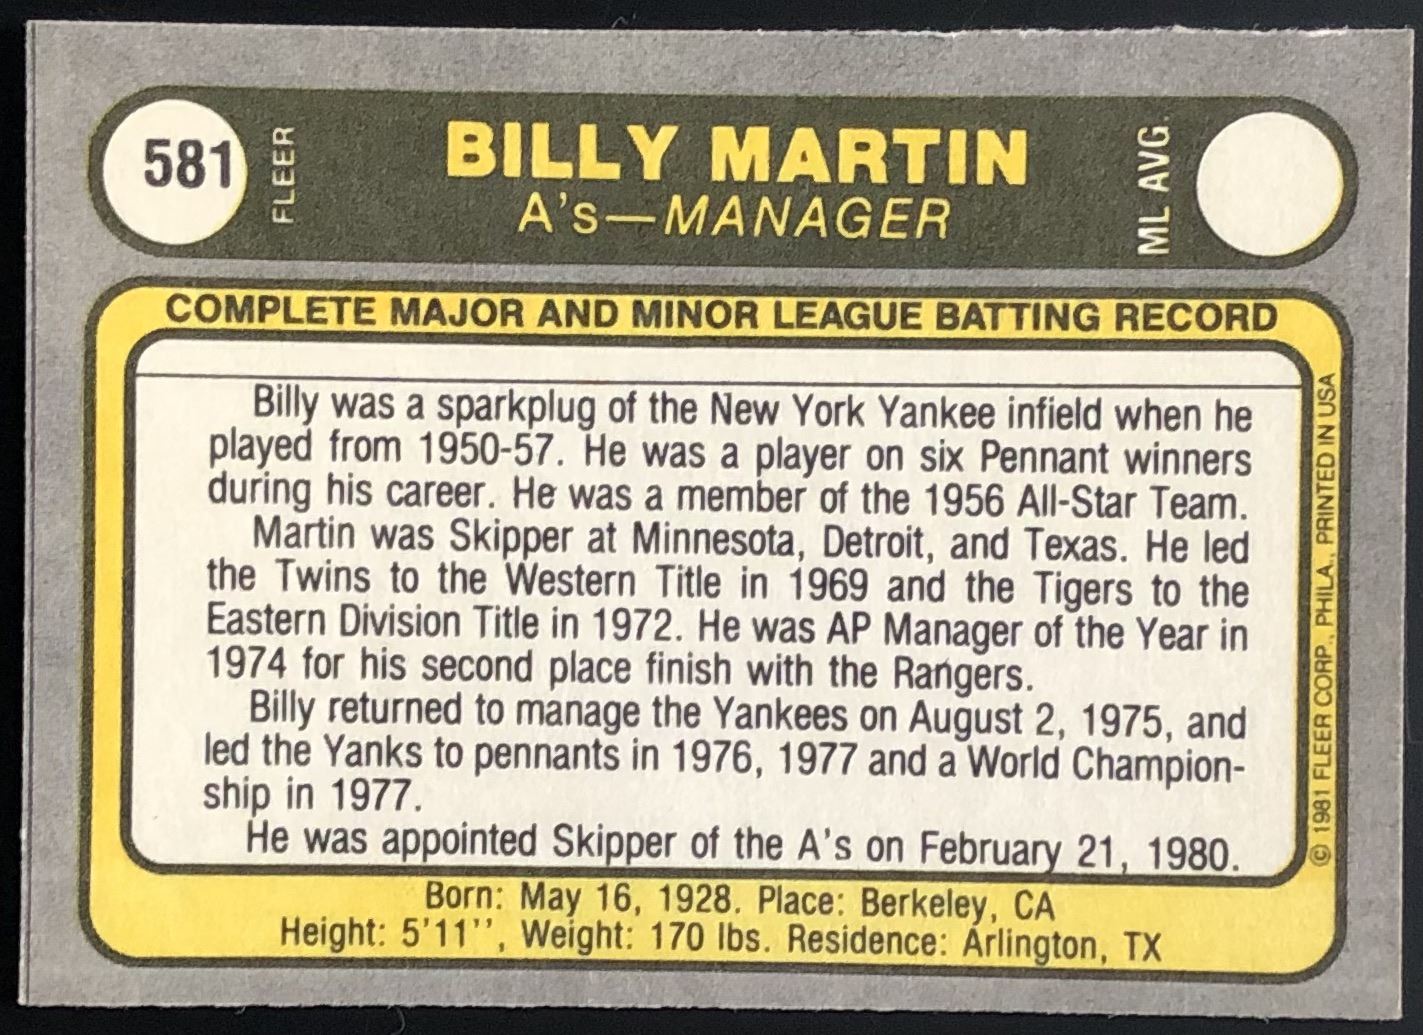 581
FLEER
BILLY MARTIN
A's—MANAGER
ML AVG.
COMPLETE MAJOR AND MINOR LEAGUE BATTING RECORD
Billy was a sparkplug of the New York Yankee infield when he
played from 1950-57. He was a player on six Pennant winners
during his career. He was a member of the 1956 All-Star Team.
Martin was Skipper at Minnesota, Detroit, and Texas. He led
the Twins to the Western Title in 1969 and the Tigers to the
Eastern Division Title in 1972. He was AP Manager of the Year in
1974 for his second place finish with the Rangers.
Billy returned to manage the Yankees on August 2, 1975, and
led the Yanks to pennants in 1976, 1977 and a World Champion-
ship in 1977.
He was appointed Skipper of the A's on February 21, 1980.
Born: May 16, 1928. Place: Berkeley, CA
Height: 5'11'', Weight: 170 lbs. Residence: Arlington, TX
© 1981 FLEER CORP., PHILA., PRINTED IN USA